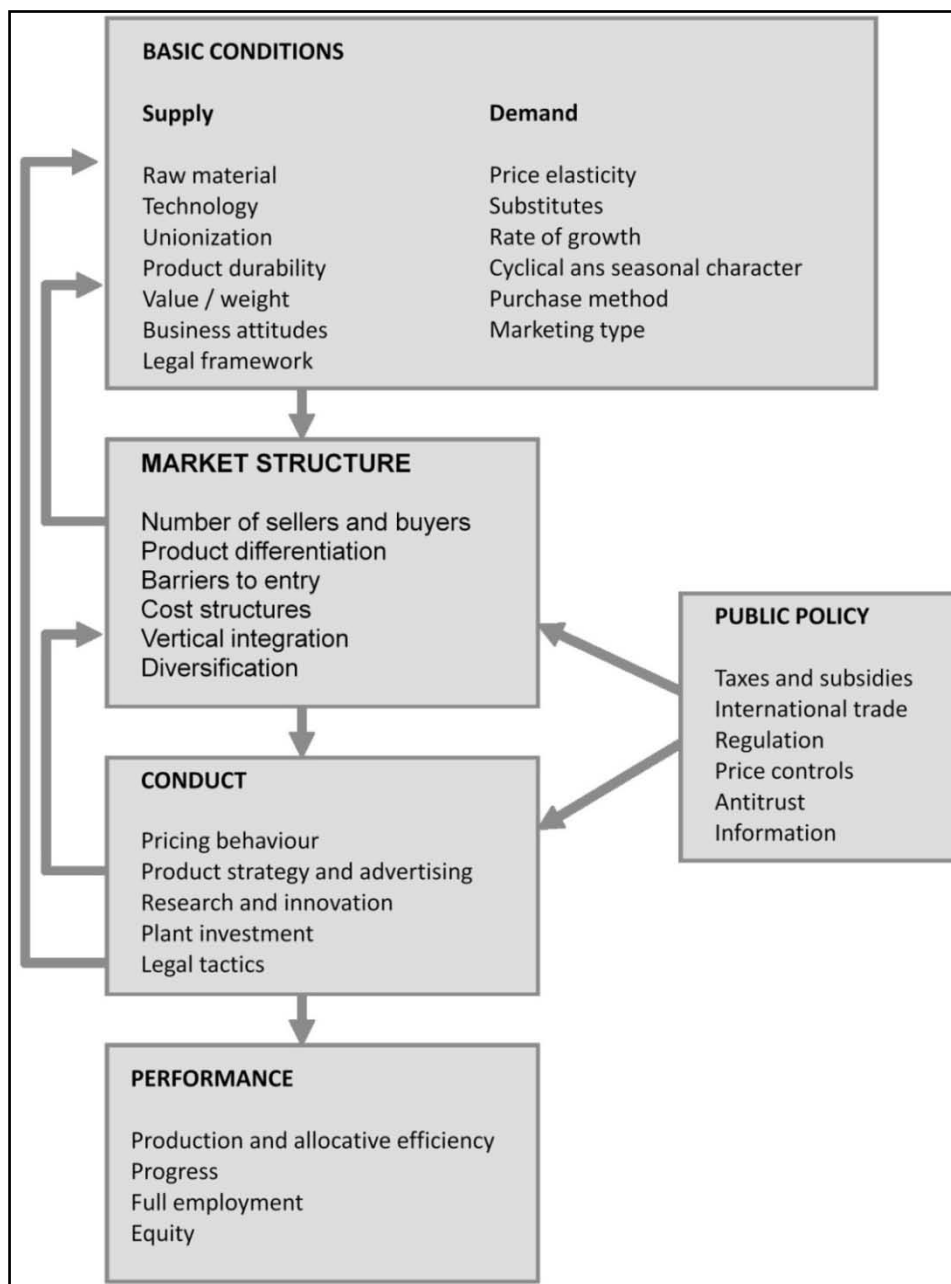 BASIC CONDITIONS
Supply
Raw material
Technology
Unionization
Product durability
Value / weight
Business attitudes
Legal framework
Demand
Price elasticity
Substitutes
Rate of growth
Cyclical ans seasonal character
Purchase method
Marketing type
MARKET STRUCTURE
Number of sellers and buyers
Product differentiation
Barriers to entry
Cost structures
Vertical integration
Diversification
PUBLIC POLICY
Taxes and subsidies
International trade
Regulation
Price controls
Antitrust
Information
CONDUCT
Pricing behaviour
Product strategy and advertising
Research and innovation
Plant investment
Legal tactics
PERFORMANCE
Production and allocative efficiency
Progress
Full employment
Equity